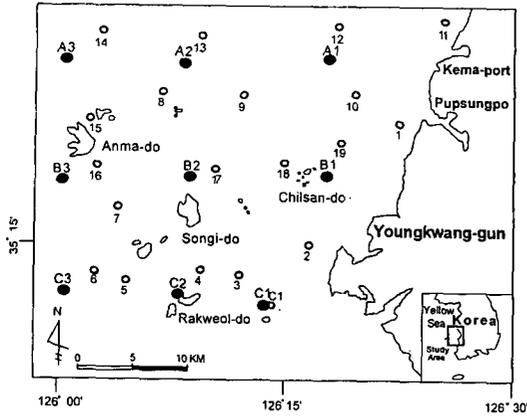 14
13
12
11
A3
A2
A1
Kema-port
8
9
10
Pupsungpo
15
1
Anma-do
19
16
B3
B2
17
18
B1
Chilsan-do
7
35° 15'
Songi-do
Youngkwang-gun
2
6
5
4
3
C3
C2
C1
C1
Rakweol-do
N
0 5 10 KM
Yellow
Sea
Korea
Study
Area
126° 00'
126° 15'
126° 30'